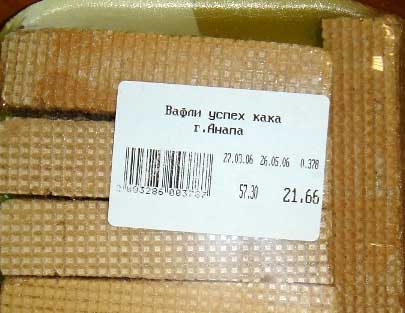 Вафли успех кака
г.Анапа
27.03.06 26.05.06 0.378
57.30 21.66